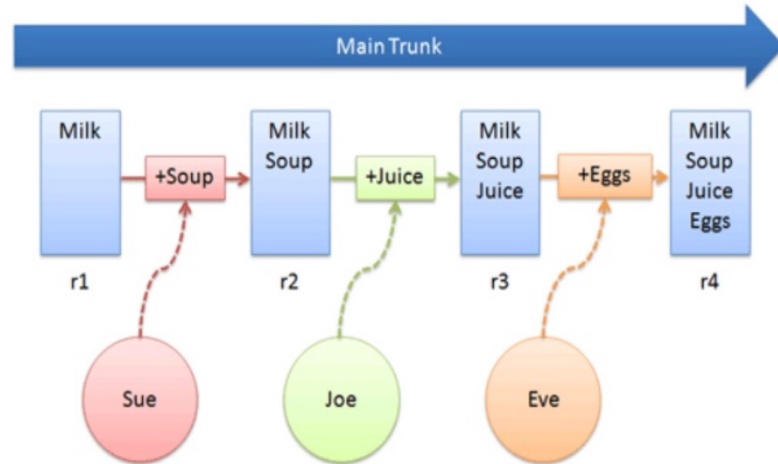 Main Trunk
Milk
+Soup
Milk
Soup
+Juice
Milk
Soup
Juice
+Eggs
Milk
Soup
Juice
Eggs
r1
r2
r3
r4
Sue
Joe
Eve